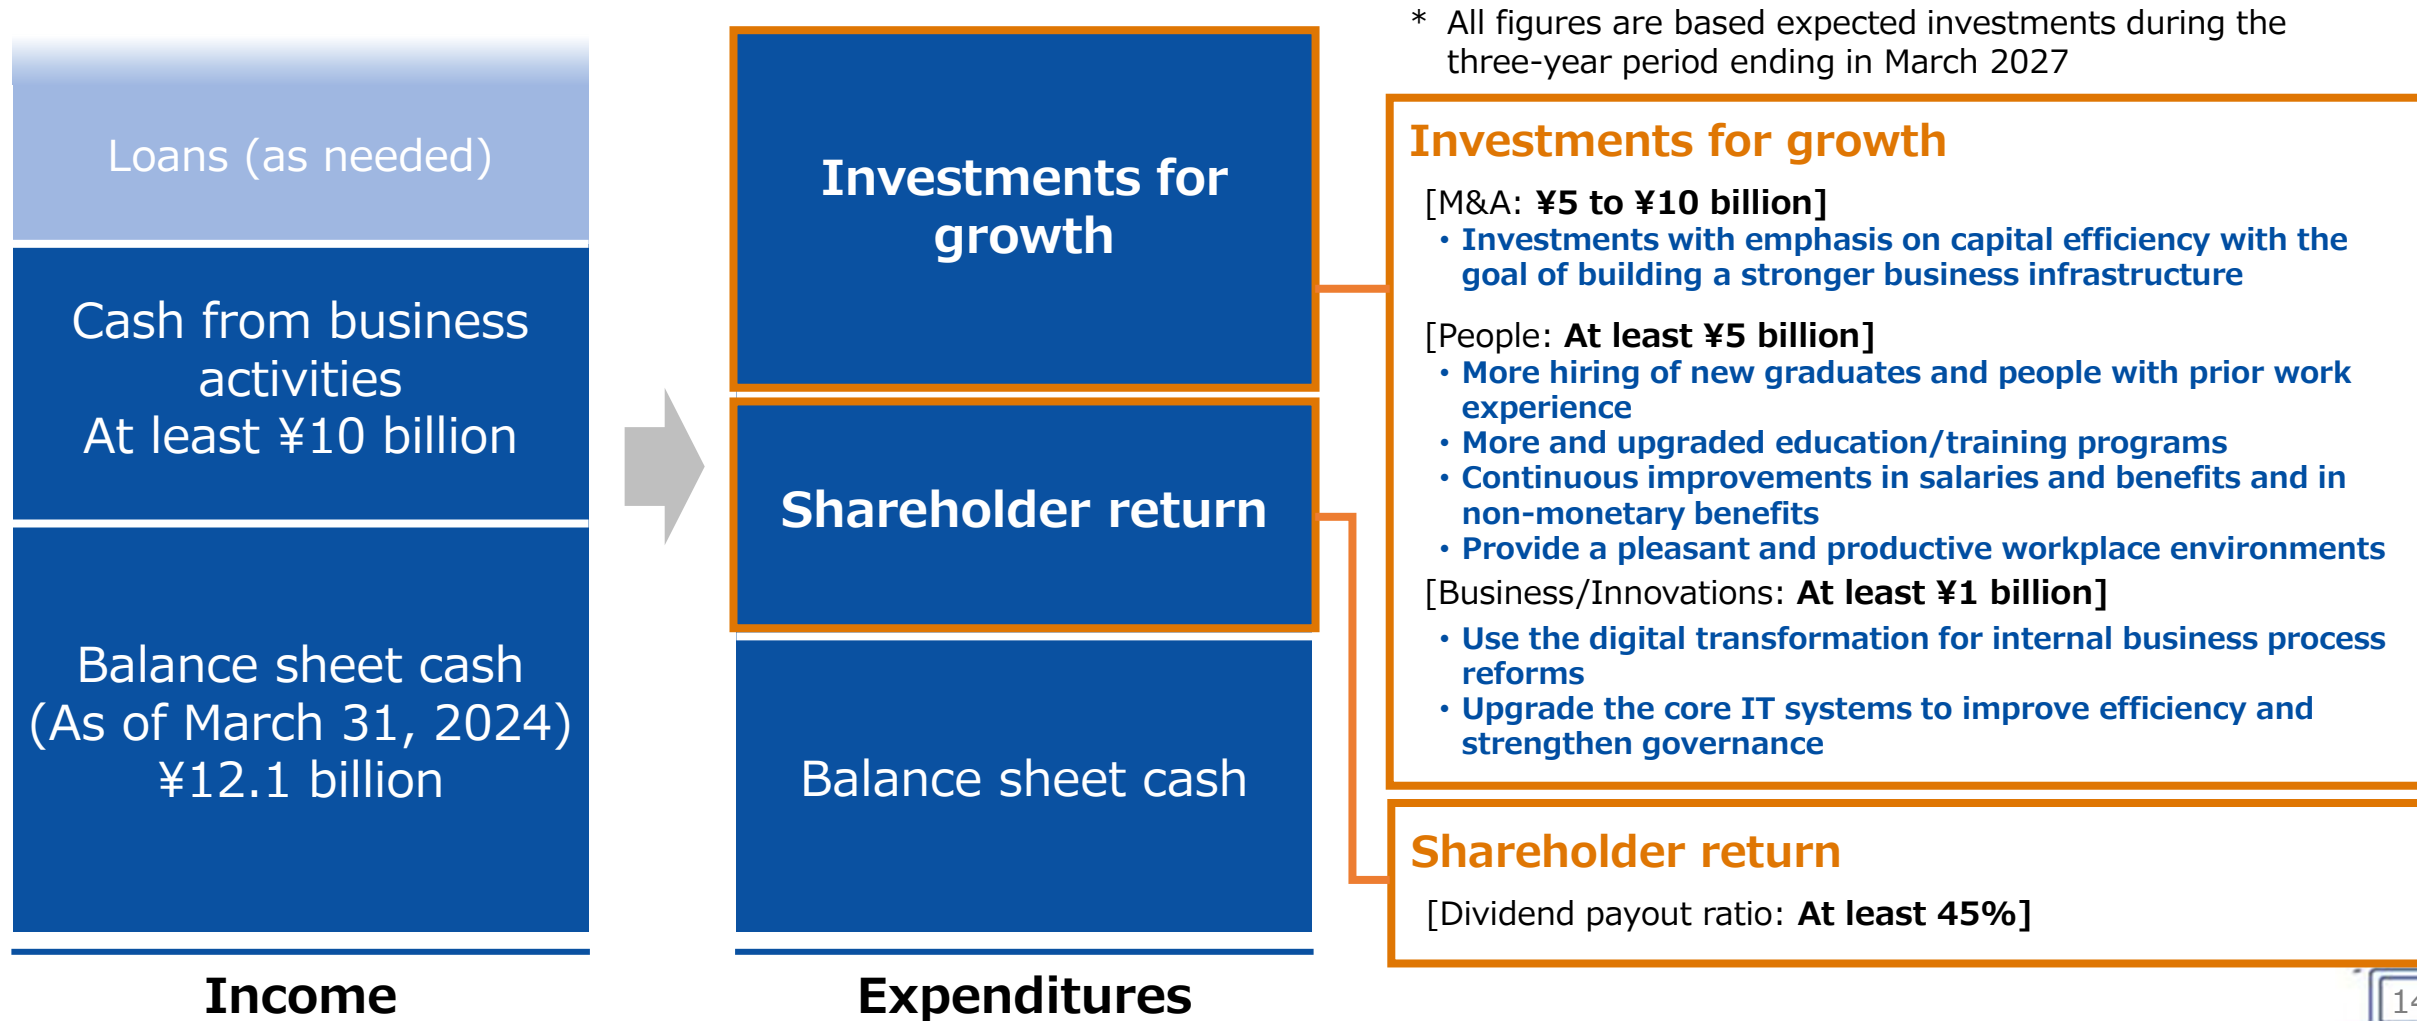 Loans (as needed)
Cash from business
activities
At least ¥10 billion
Balance sheet cash
(As of March 31, 2024)
¥12.1 billion
Income
Investments for
growth
Shareholder return
Balance sheet cash
Expenditures
* All figures are based expected investments during the
three-year period ending in March 2027
Investments for growth
[M&A: ¥5 to ¥10 billion]
・Investments with emphasis on capital efficiency with the
goal of building a stronger business infrastructure
[People: At least ¥5 billion]
・More hiring of new graduates and people with prior work
experience
・More and upgraded education/training programs
・Continuous improvements in salaries and benefits and in
non-monetary benefits
・Provide a pleasant and productive workplace environments
[Business/Innovations: At least ¥1 billion]
・Use the digital transformation for internal business process
reforms
・Upgrade the core IT systems to improve efficiency and
strengthen governance
Shareholder return
[Dividend payout ratio: At least 45%]
14